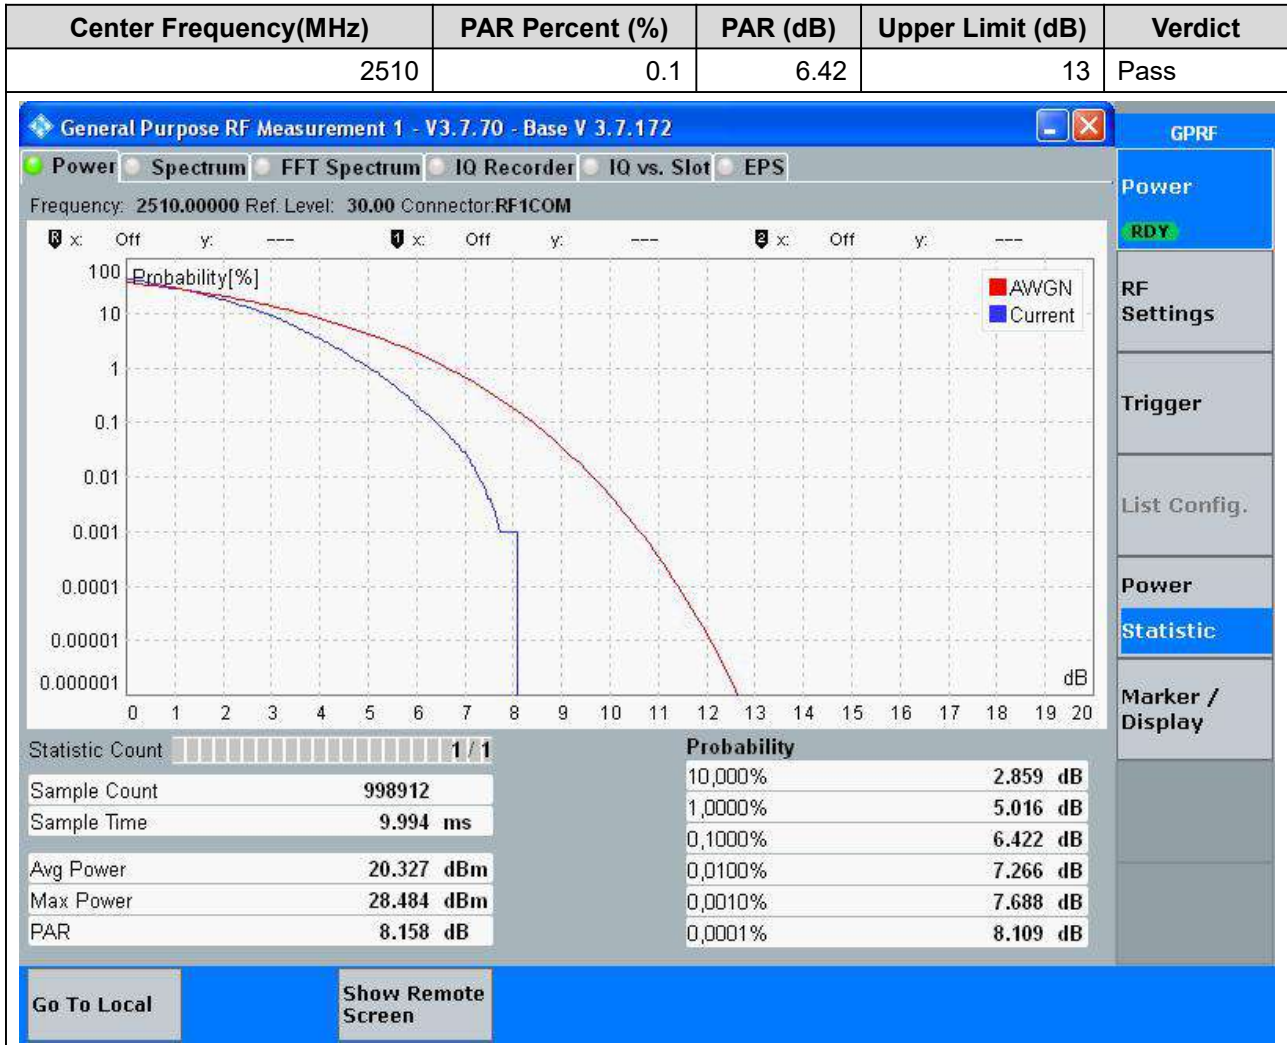 Center Frequency(MHz) PAR Percent (%) PAR (dB) Upper Limit (dB) Verdict
2510 0.1 6.42 13 Pass
General Purpose RF Measurement 1 - V3.7.70 - Base V 3.7.172
GPRF
Power Spectrum FFT Spectrum IQ Recorder IQ vs. Slot EPS
Power
RDY
Frequency: 2510.00000 Ref. Level: 30.00 Connector:RF1COM
R x: Off y: --- 1 x: Off y: --- 2 x: Off y: ---
Probability[%]
AWGN
Current
100
10
1
0.1
0.01
0.001
0.0001
0.00001
0.000001
dB
0 1 2 3 4 5 6 7 8 9 10 11 12 13 14 15 16 17 18 19 20
RF
Settings
Trigger
List Config.
Power
Statistic
Marker /
Display
Statistic Count 1 / 1
Sample Count 998912
Sample Time 9.994 ms
Avg Power 20.327 dBm
Max Power 28.484 dBm
PAR 8.158 dB
Probability
10,000% 2.859 dB
1,0000% 5.016 dB
0,1000% 6.422 dB
0,0100% 7.266 dB
0,0010% 7.688 dB
0,0001% 8.109 dB
Go To Local
Show Remote
Screen